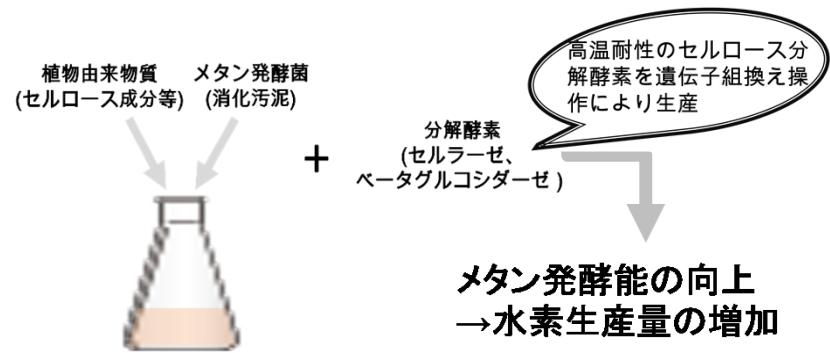 植物由来物質
(セルロース成分等)
メタン発酵菌
(消化汚泥)
+
分解酵素
(セルラーゼ、
ベータグルコシダーゼ )
高温耐性のセルロース分
解酵素を遺伝子組換え操
作により生産
メタン発酵能の向上
→水素生産量の増加